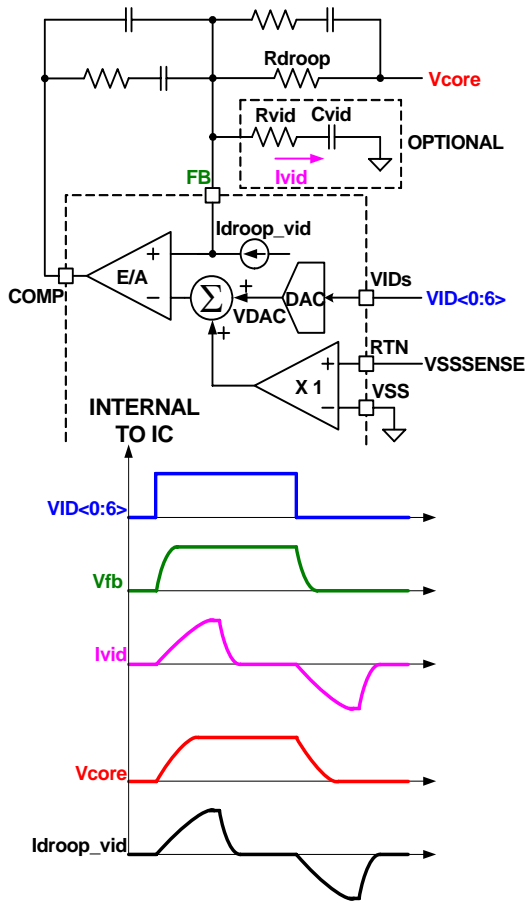 Rdroop
Vcore
Rvid
Cvid
OPTIONAL
Ivid
FB
Idroop_vid
+
E/A
−
COMP
Σ
+
+
VDAC
DAC
VIDs
VID<0:6>
RTN
+
X 1
−
VSSSENSE
VSS
INTERNAL
TO IC
VID<0:6>
Vfb
Ivid
Vcore
Idroop_vid